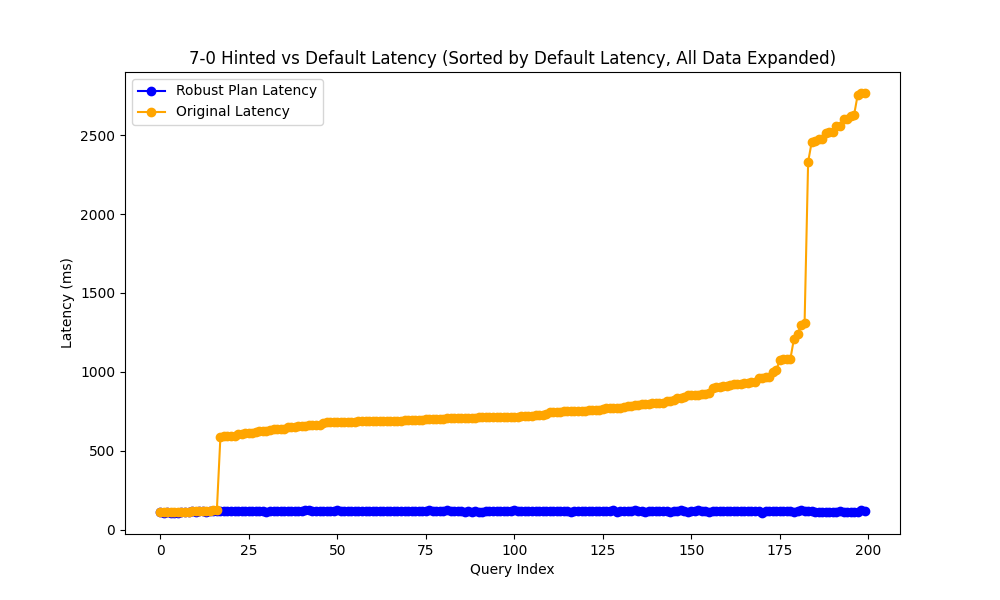 7-0 Hinted vs Default Latency (Sorted by Default Latency, All Data Expanded)
Robust Plan Latency
Original Latency
Latency (ms)
2500
2000
1500
1000
500
0
0 25 50 75 100 125 150 175 200
Query Index